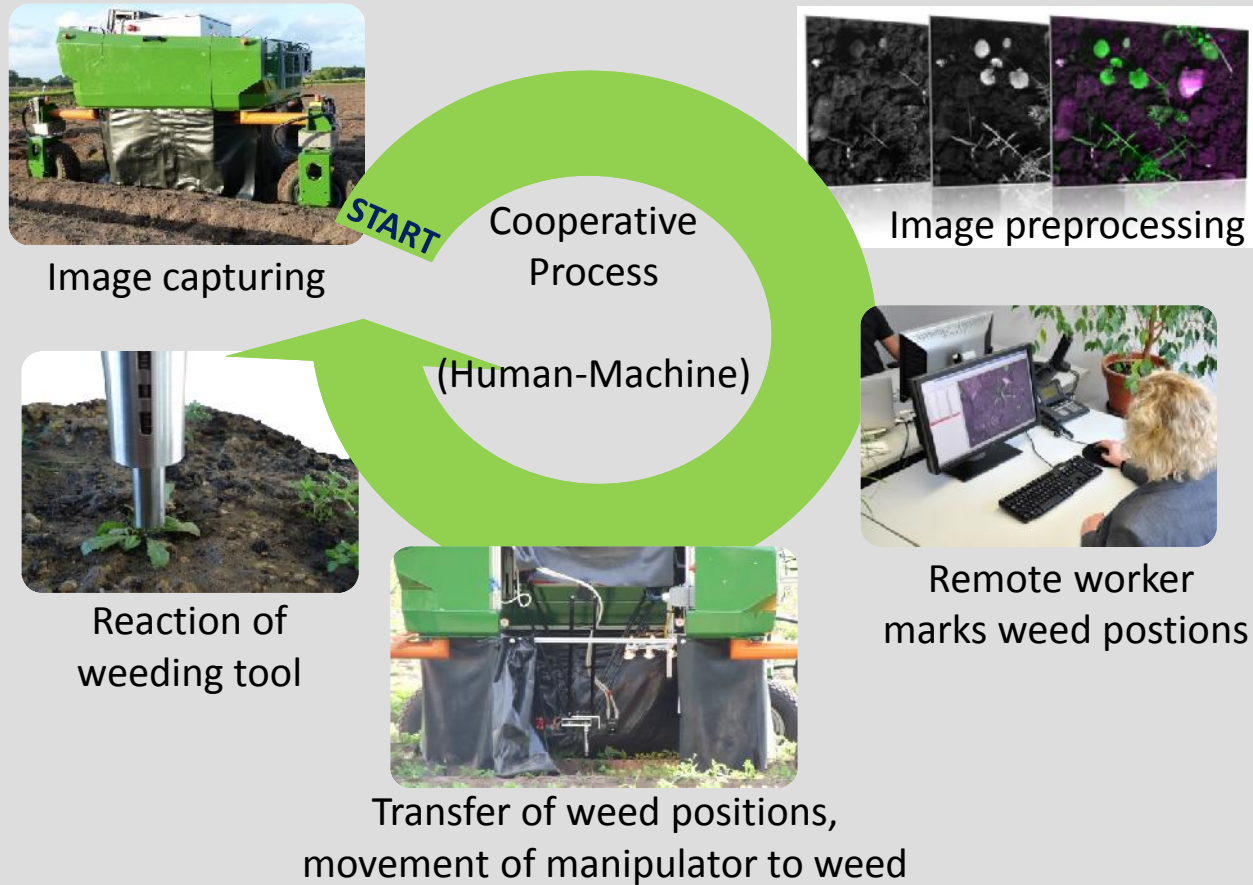 START
Cooperative
Process
(Human-Machine)
Image capturing
Image preprocessing
Remote worker
marks weed postions
Transfer of weed positions,
movement of manipulator to weed
Reaction of
weeding tool